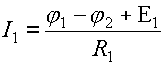 I₁ = (φ₁ − φ₂ + E₁) / R₁